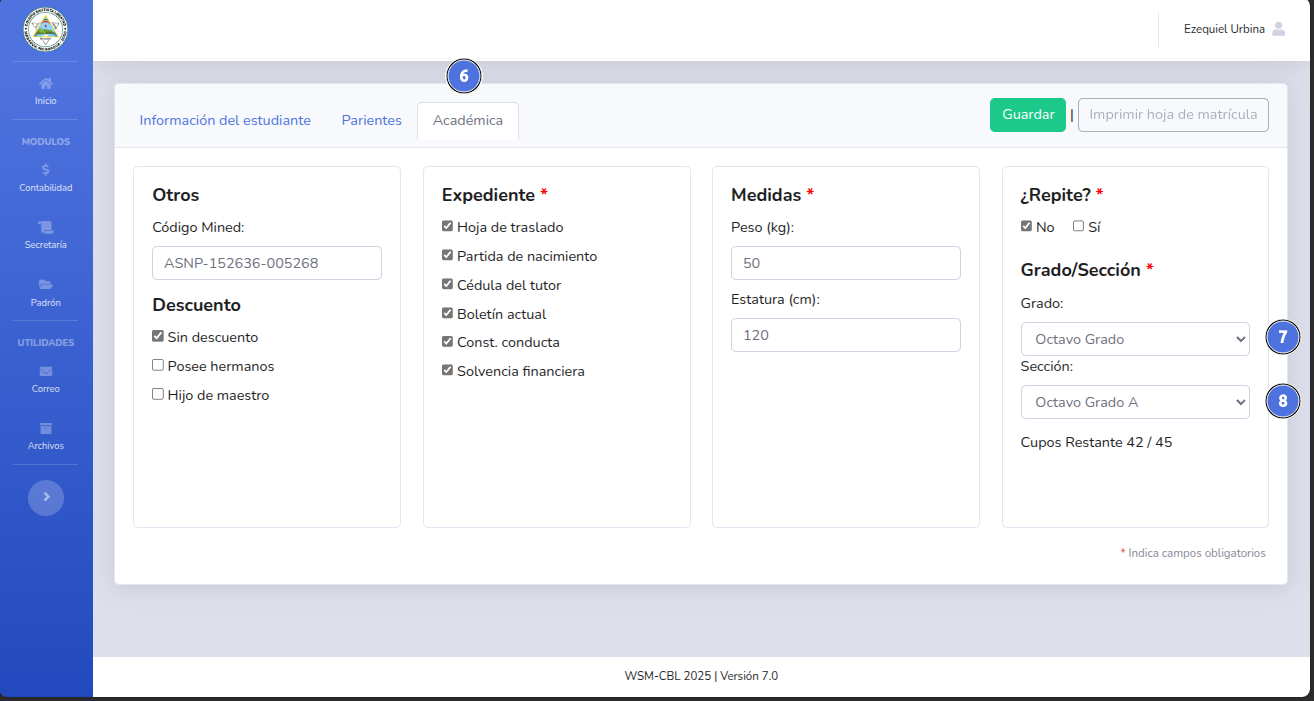 Ezequiel Urbina
Inicio
MODULOS
Contabilidad
Secretaría
Padrón
UTILIDADES
Correo
Archivos
6
Información del estudiante
Parientes
Académica
Guardar
|
Imprimir hoja de matrícula
Otros
Código Mined:
ASNP-152636-005268
Descuento
Sin descuento
Posee hermanos
Hijo de maestro
Expediente *
Hoja de traslado
Partida de nacimiento
Cédula del tutor
Boletín actual
Const. conducta
Solvencia financiera
Medidas *
Peso (kg):
50
Estatura (cm):
120
¿Repite? *
No Sí
Grado/Sección *
Grado:
Octavo Grado
7
Sección:
Octavo Grado A
8
Cupos Restante 42 / 45
* Indica campos obligatorios
WSM-CBL 2025 | Versión 7.0